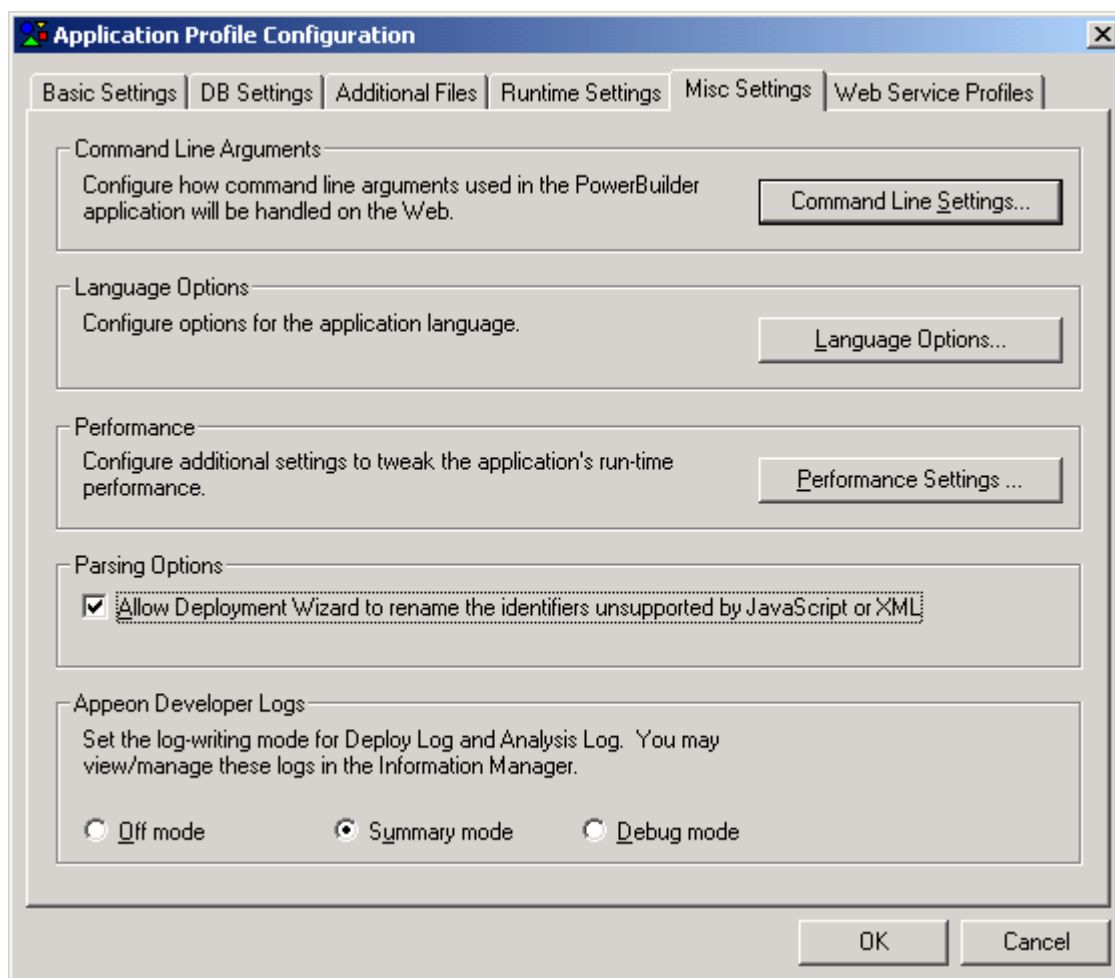 Application Profile Configuration
Basic Settings DB Settings Additional Files Runtime Settings Misc Settings Web Service Profiles
Command Line Arguments
Configure how command line arguments used in the PowerBuilder
application will be handled on the Web.
Command Line Settings...
Language Options
Configure options for the application language.
Language Options...
Performance
Configure additional settings to tweak the application's run-time
performance.
Performance Settings ...
Parsing Options
Allow Deployment Wizard to rename the identifiers unsupported by JavaScript or XML
Appeon Developer Logs
Set the log-writing mode for Deploy Log and Analysis Log. You may
view/manage these logs in the Information Manager.
Off mode Summary mode Debug mode
OK Cancel